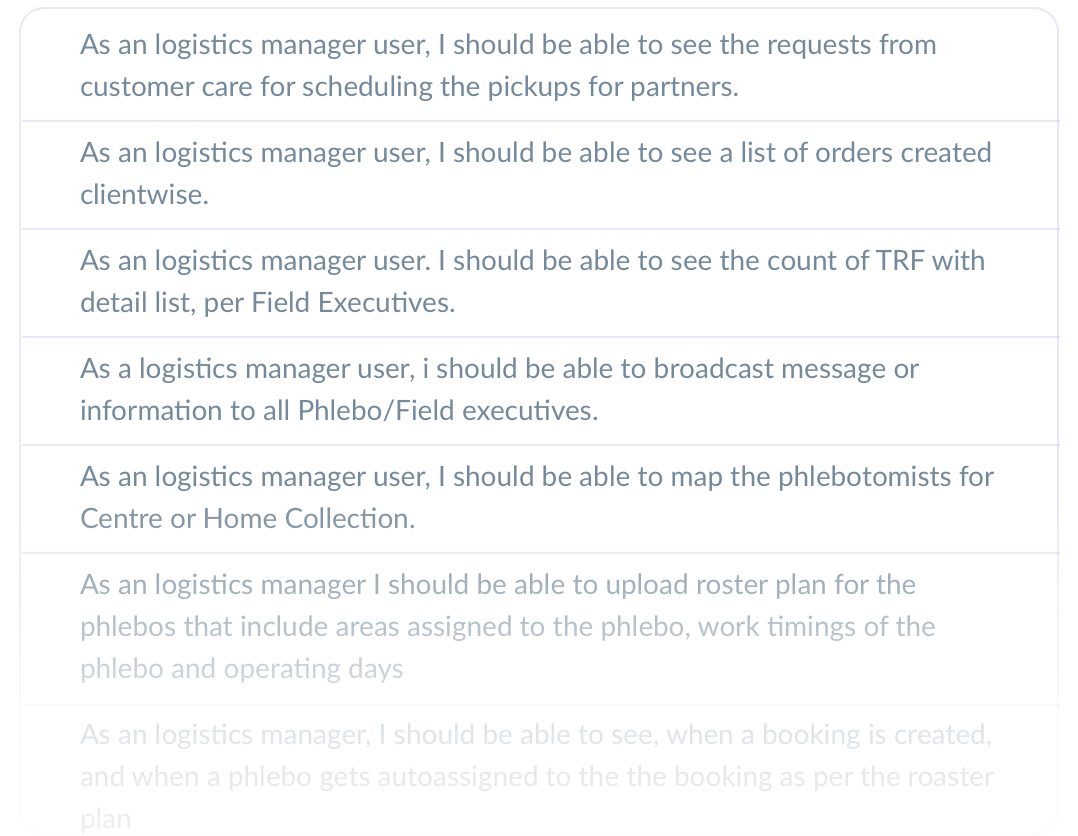 As an logistics manager user, I should be able to see the requests from
customer care for scheduling the pickups for partners.
As an logistics manager user, I should be able to see a list of orders created
clientwise.
As an logistics manager user. I should be able to see the count of TRF with
detail list, per Field Executives.
As a logistics manager user, i should be able to broadcast message or
information to all Phlebo/Field executives.
As an logistics manager user, I should be able to map the phlebotomists for
Centre or Home Collection.
As an logistics manager I should be able to upload roster plan for the
phlebos that include areas assigned to the phlebo, work timings of the
phlebo and operating days
As an logistics manager, I should be able to see, when a booking is created,
and when a phlebo gets autoassigned to the the booking as per the roaster
plan